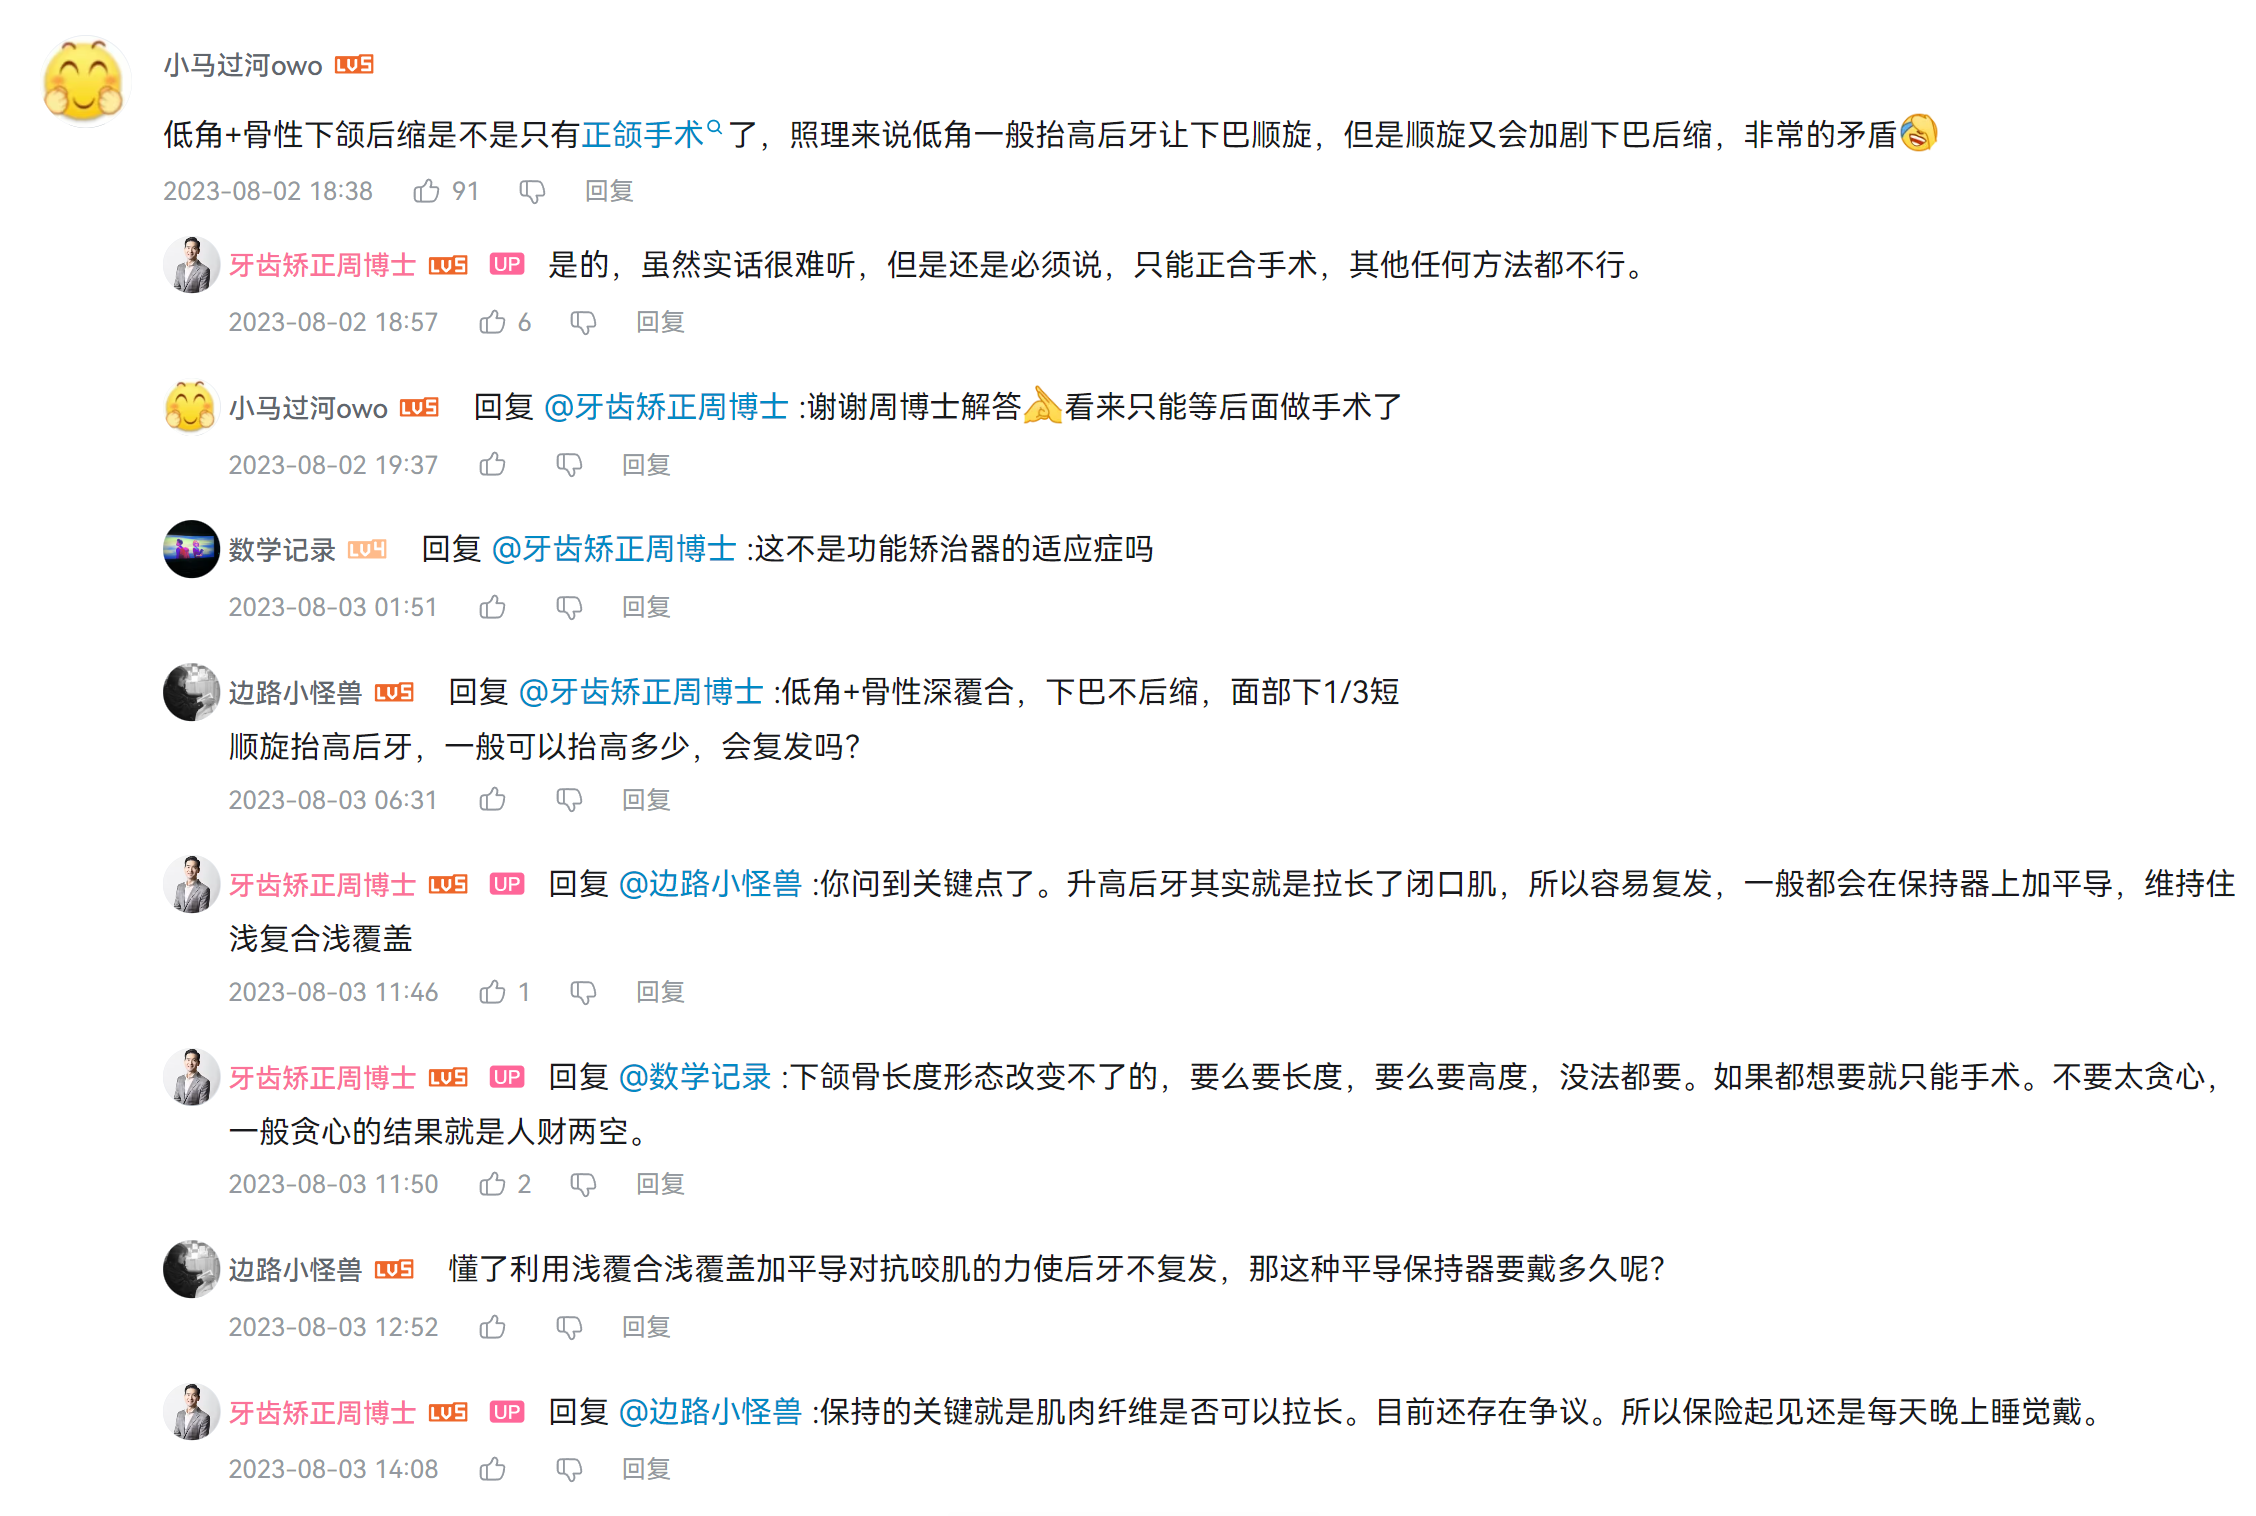 小马过河owo LV5
低角+骨性下颌后缩是不是只有正颌手术了，照理来说低角一般抬高后牙让下巴顺旋，但是顺旋又会加剧下巴后缩，非常的矛盾
2023-08-02 18:38 91 回复
牙齿矫正周博士 LV5 UP 是的，虽然实话很难听，但是还是必须说，只能正合手术，其他任何方法都不行。
2023-08-02 18:57 6 回复
小马过河owo LV5 回复 @牙齿矫正周博士 :谢谢周博士解答看来只能等后面做手术了
2023-08-02 19:37 回复
数学记录 LV4 回复 @牙齿矫正周博士 :这不是功能矫治器的适应症吗
2023-08-03 01:51 回复
边路小怪兽 LV5 回复 @牙齿矫正周博士 :低角+骨性深覆合，下巴不后缩，面部下1/3短
顺旋抬高后牙，一般可以抬高多少，会复发吗？
2023-08-03 06:31 回复
牙齿矫正周博士 LV5 UP 回复 @边路小怪兽 :你问到关键点了。升高后牙其实就是拉长了闭口肌，所以容易复发，一般都会在保持器上加平导，维持住
浅复合浅覆盖
2023-08-03 11:46 1 回复
牙齿矫正周博士 LV5 UP 回复 @数学记录 :下颌骨长度形态改变不了的，要么要长度，要么要高度，没法都要。如果都想要就只能手术。不要太贪心，
一般贪心的结果就是人财两空。
2023-08-03 11:50 2 回复
边路小怪兽 LV5 懂了利用浅覆合浅覆盖加平导对抗咬肌的力使后牙不复发，那这种平导保持器要戴多久呢？
2023-08-03 12:52 回复
牙齿矫正周博士 LV5 UP 回复 @边路小怪兽 :保持的关键就是肌肉纤维是否可以拉长。目前还存在争议。所以保险起见还是每天晚上睡觉戴。
2023-08-03 14:08 回复